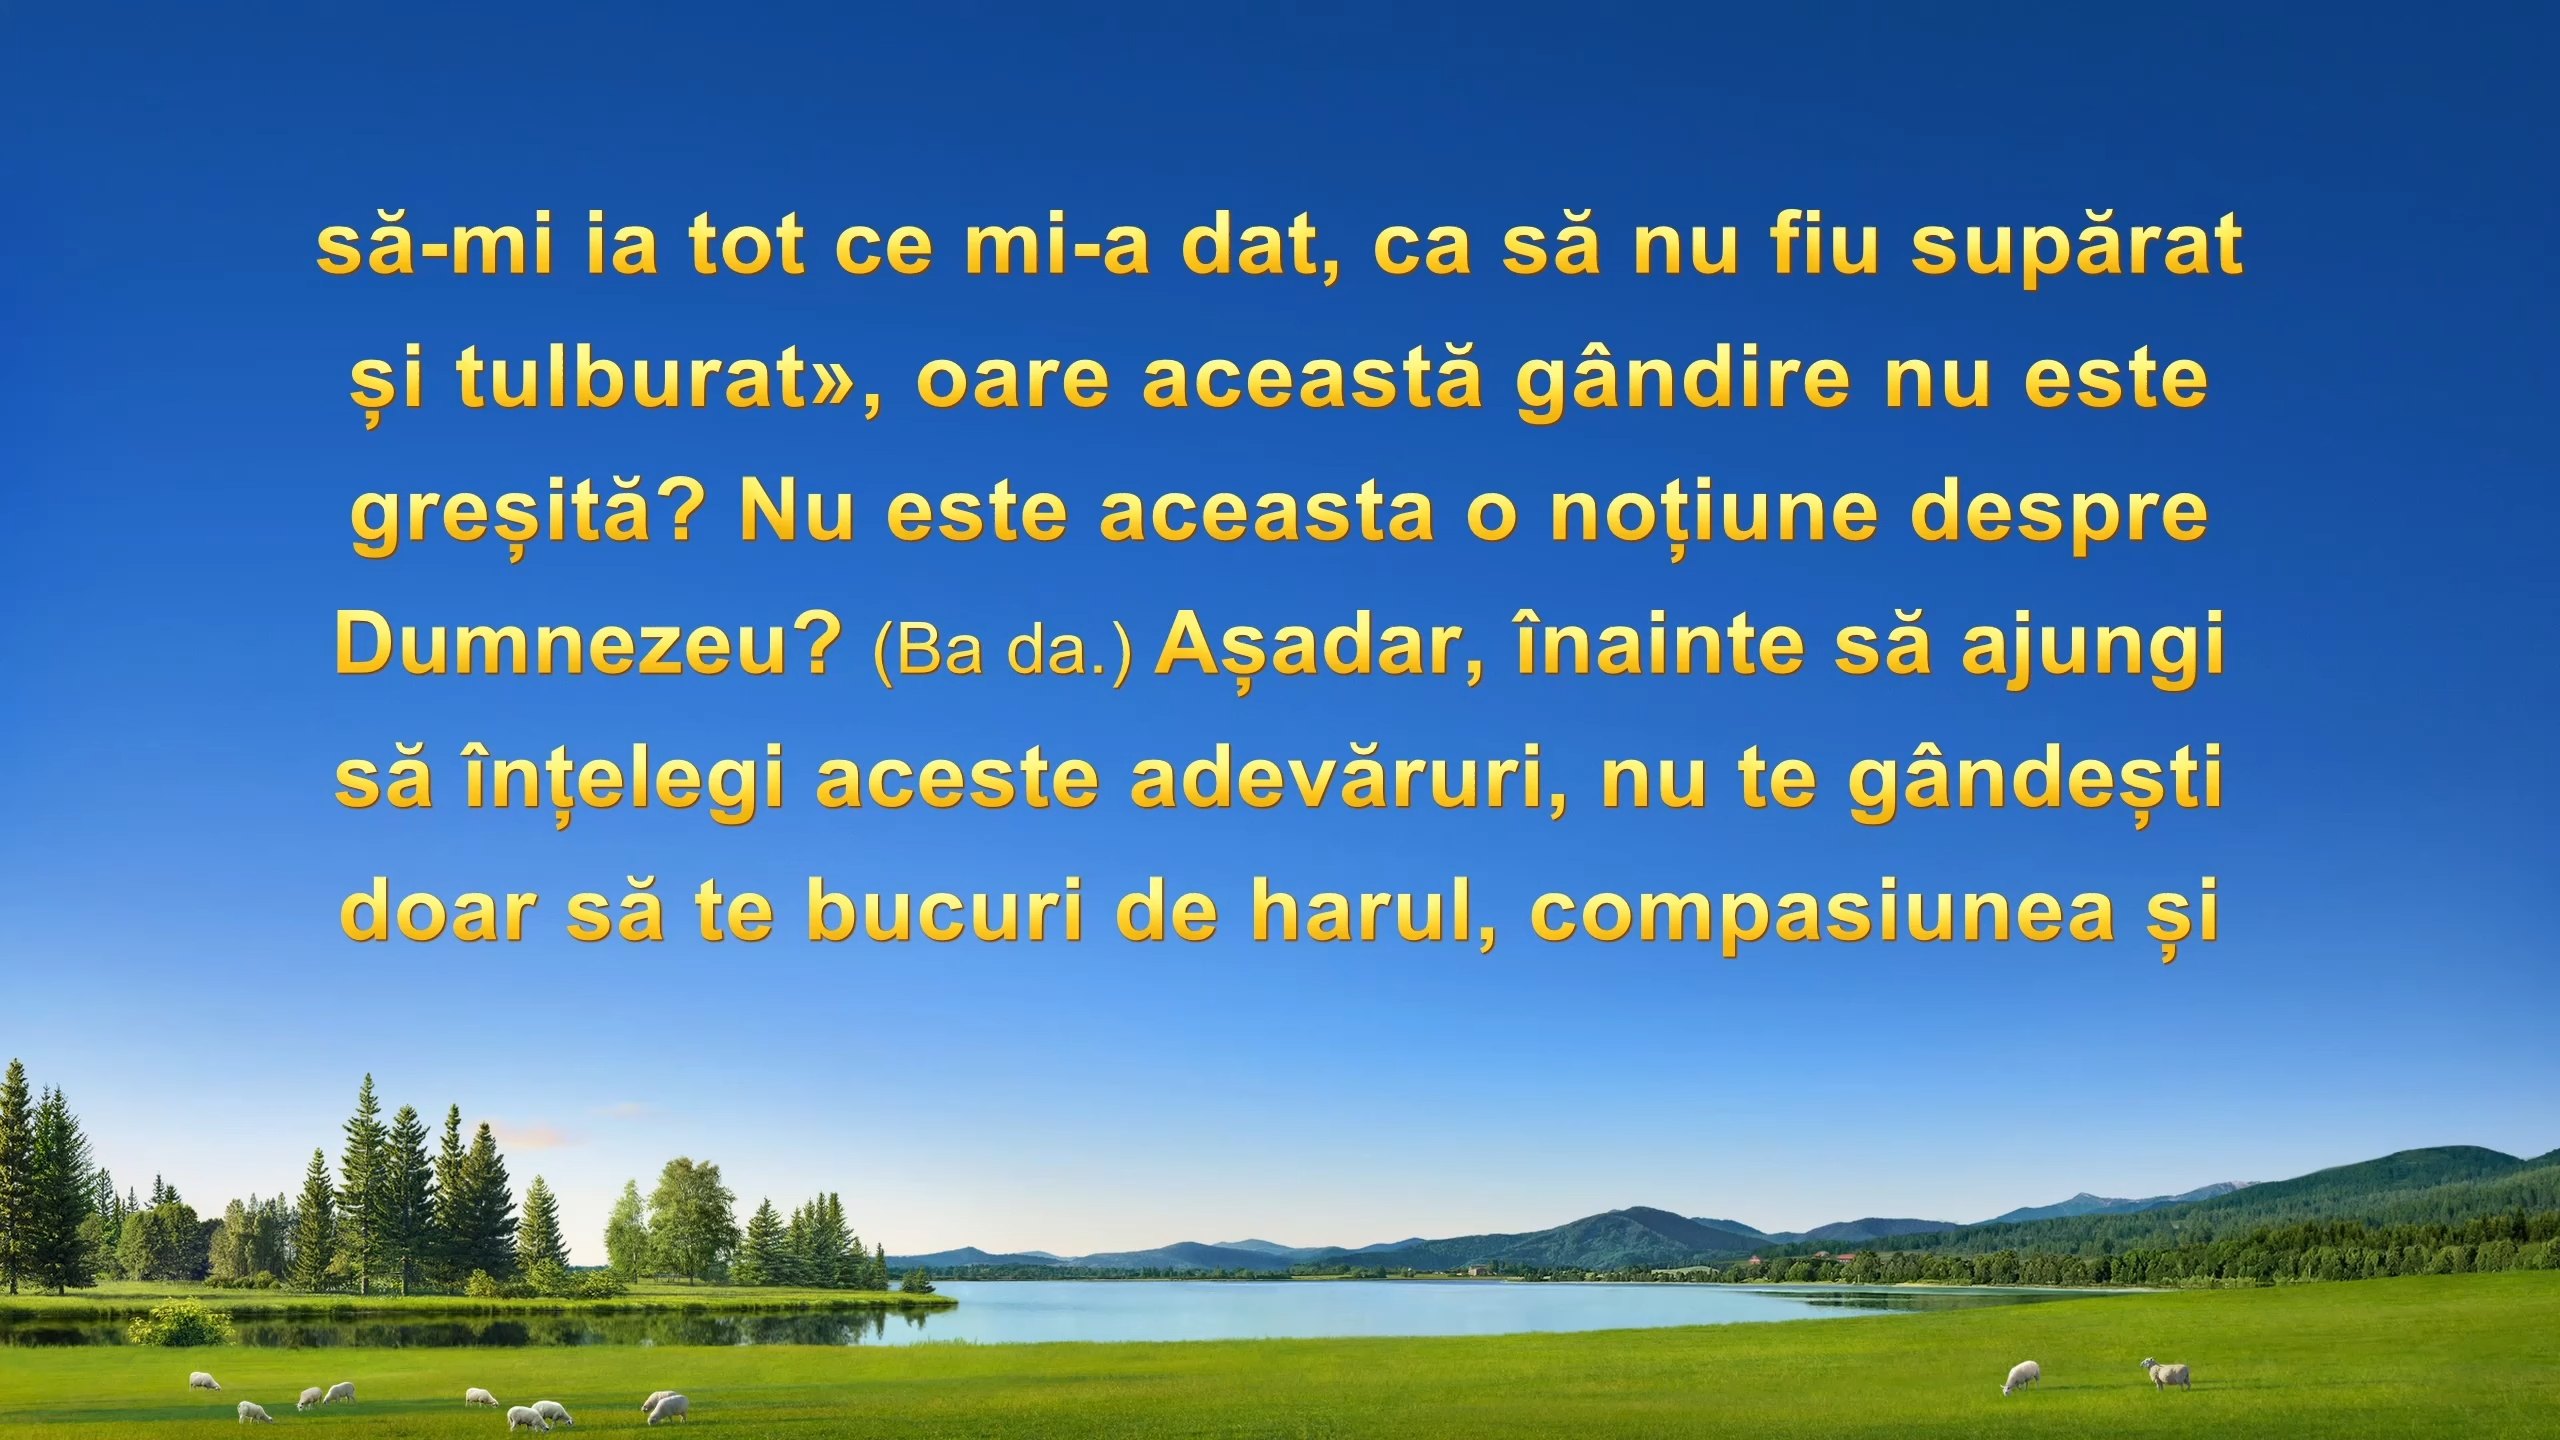 să-mi ia tot ce mi-a dat, ca să nu fiu supărat
și tulburat», oare această gândire nu este
greșită? Nu este aceasta o noțiune despre
Dumnezeu? (Ba da.) Așadar, înainte să ajungi
să înțelegi aceste adevăruri, nu te gândești
doar să te bucuri de harul, compasiunea și